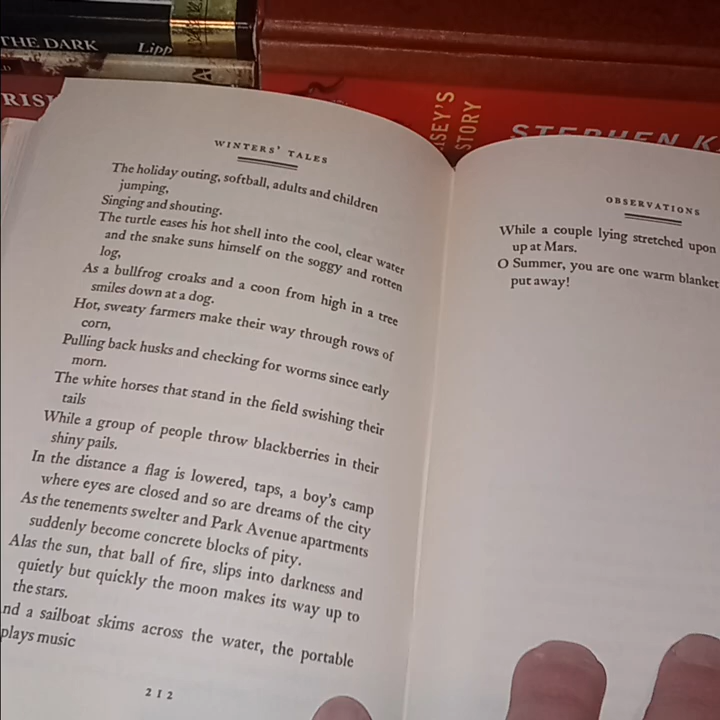 THE DARK
Lipp
RIS
SEY'S
STORY
STEPHEN K
WINTERS' TALES
The holiday outing, softball, adults and children
jumping,
Singing and shouting.
The turtle eases his hot shell into the cool, clear water
and the snake suns himself on the soggy and rotten
log,
As a bullfrog croaks and a coon from high in a tree
smiles down at a dog.
Hot, sweaty farmers make their way through rows of
corn,
Pulling back husks and checking for worms since early
morn.
The white horses that stand in the field swishing their
tails
While a group of people throw blackberries in their
shiny pails.
In the distance a flag is lowered, taps, a boy's camp
where eyes are closed and so are dreams of the city
As the tenements swelter and Park Avenue apartments
suddenly become concrete blocks of pity.
Alas the sun, that ball of fire, slips into darkness and
quietly but quickly the moon makes its way up to
the stars.
nd a sailboat skims across the water, the portable
plays music
212
OBSERVATIONS
While a couple lying stretched upon
up at Mars.
O Summer, you are one warm blanket
put away!